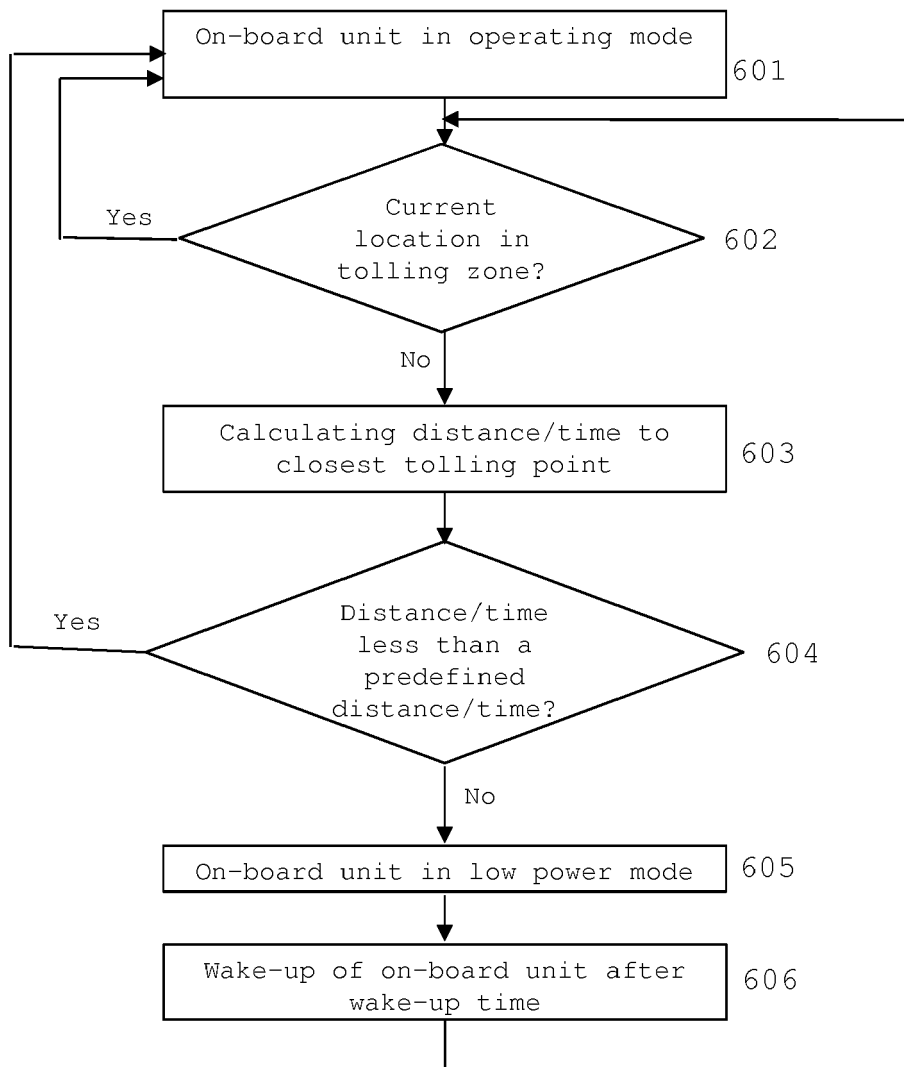 On-board unit in operating mode
601
Current
location in
tolling zone?
602
Yes
No
Calculating distance/time to
closest tolling point
603
Distance/time
less than a
predefined
distance/time?
604
Yes
No
On-board unit in low power mode
605
Wake-up of on-board unit after
wake-up time
606